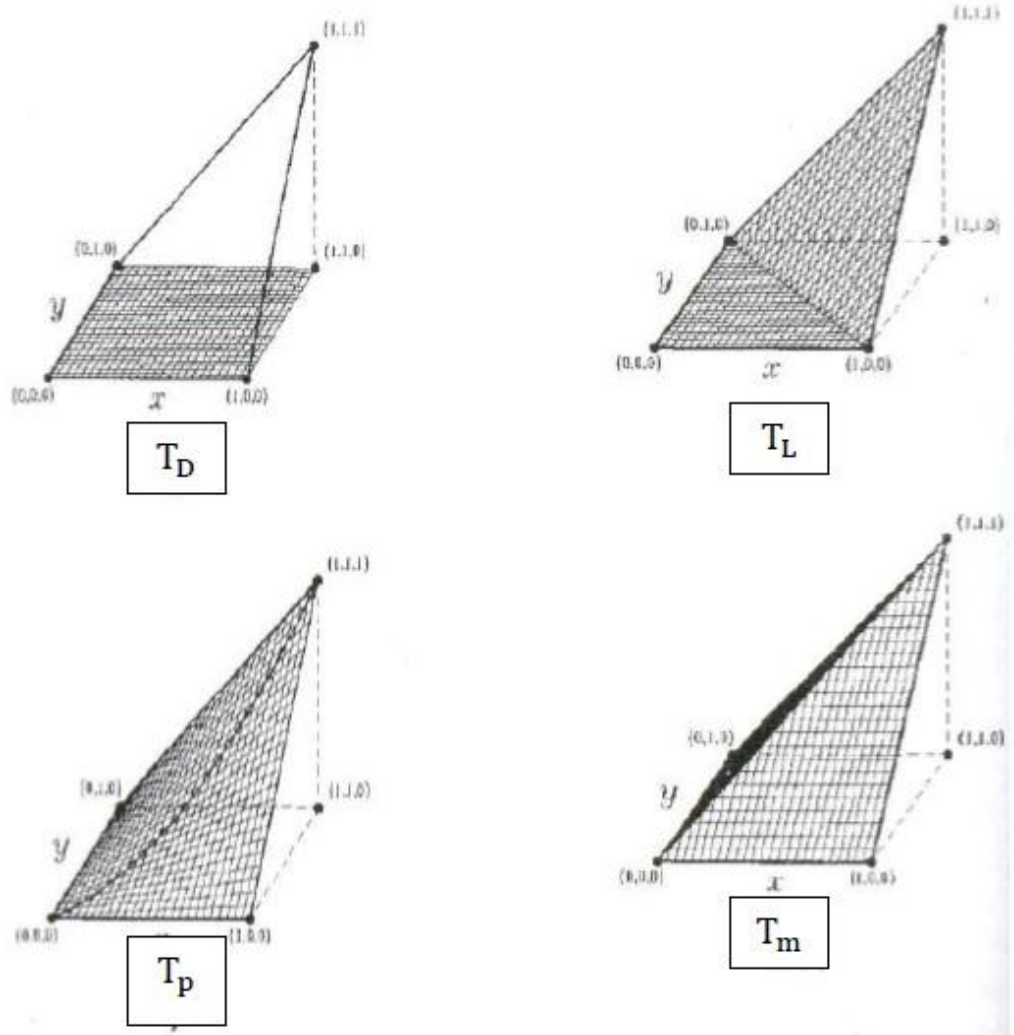 (1,1,1)
(0,1,0)
(1,1,0)
y
(0,0,0)
x
(1,0,0)
T_D
(1,1,1)
(0,1,0)
(1,1,0)
y
(0,0,0)
x
(1,0,0)
T_L
(1,1,1)
(0,1,0)
(1,1,0)
y
(0,0,0)
(1,0,0)
T_p
(1,1,1)
(0,1,0)
(1,1,0)
y
(0,0,0)
x
(1,0,0)
T_m